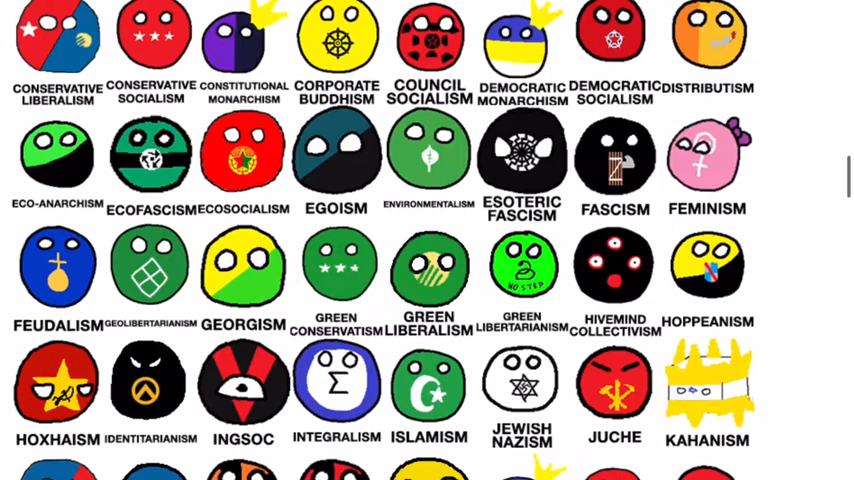 CONSERVATIVE LIBERALISM
CONSERVATIVE SOCIALISM
CONSTITUTIONAL MONARCHISM
CORPORATE BUDDHISM
COUNCIL SOCIALISM
DEMOCRATIC MONARCHISM
DEMOCRATIC SOCIALISM
DISTRIBUTISM
ECO-ANARCHISM
ECOFASCISM
ECOSOCIALISM
EGOISM
ENVIRONMENTALISM
ESOTERIC FASCISM
FASCISM
FEMINISM
NO STEP
FEUDALISM
GEOLIBERTARIANISM
GEORGISM
GREEN CONSERVATISM
GREEN LIBERALISM
GREEN LIBERTARIANISM
HIVEMIND COLLECTIVISM
HOPPEANISM
Σ
HOXHAISM
IDENTITARIANISM
INGSOC
INTEGRALISM
ISLAMISM
JEWISH NAZISM
JUCHE
KAHANISM